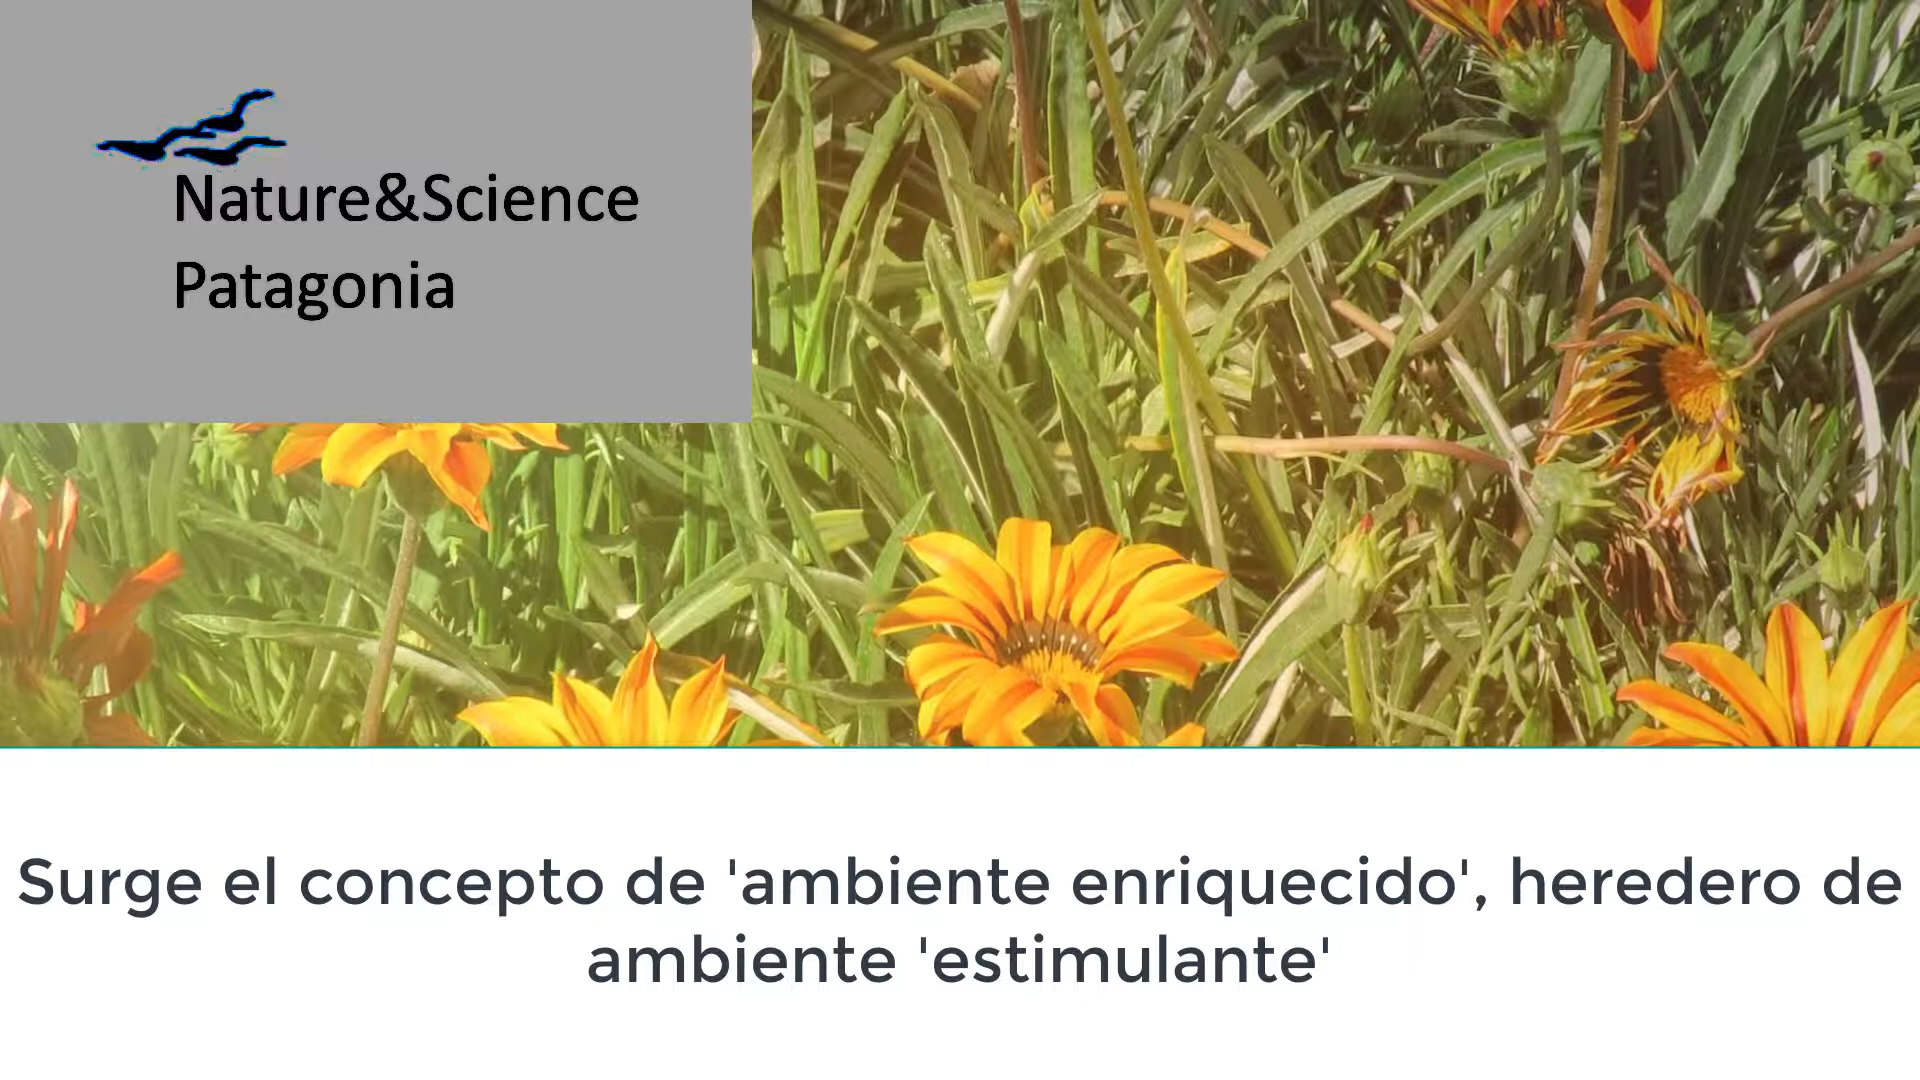 Nature&Science
Patagonia
Surge el concepto de 'ambiente enriquecido', heredero de
ambiente 'estimulante'